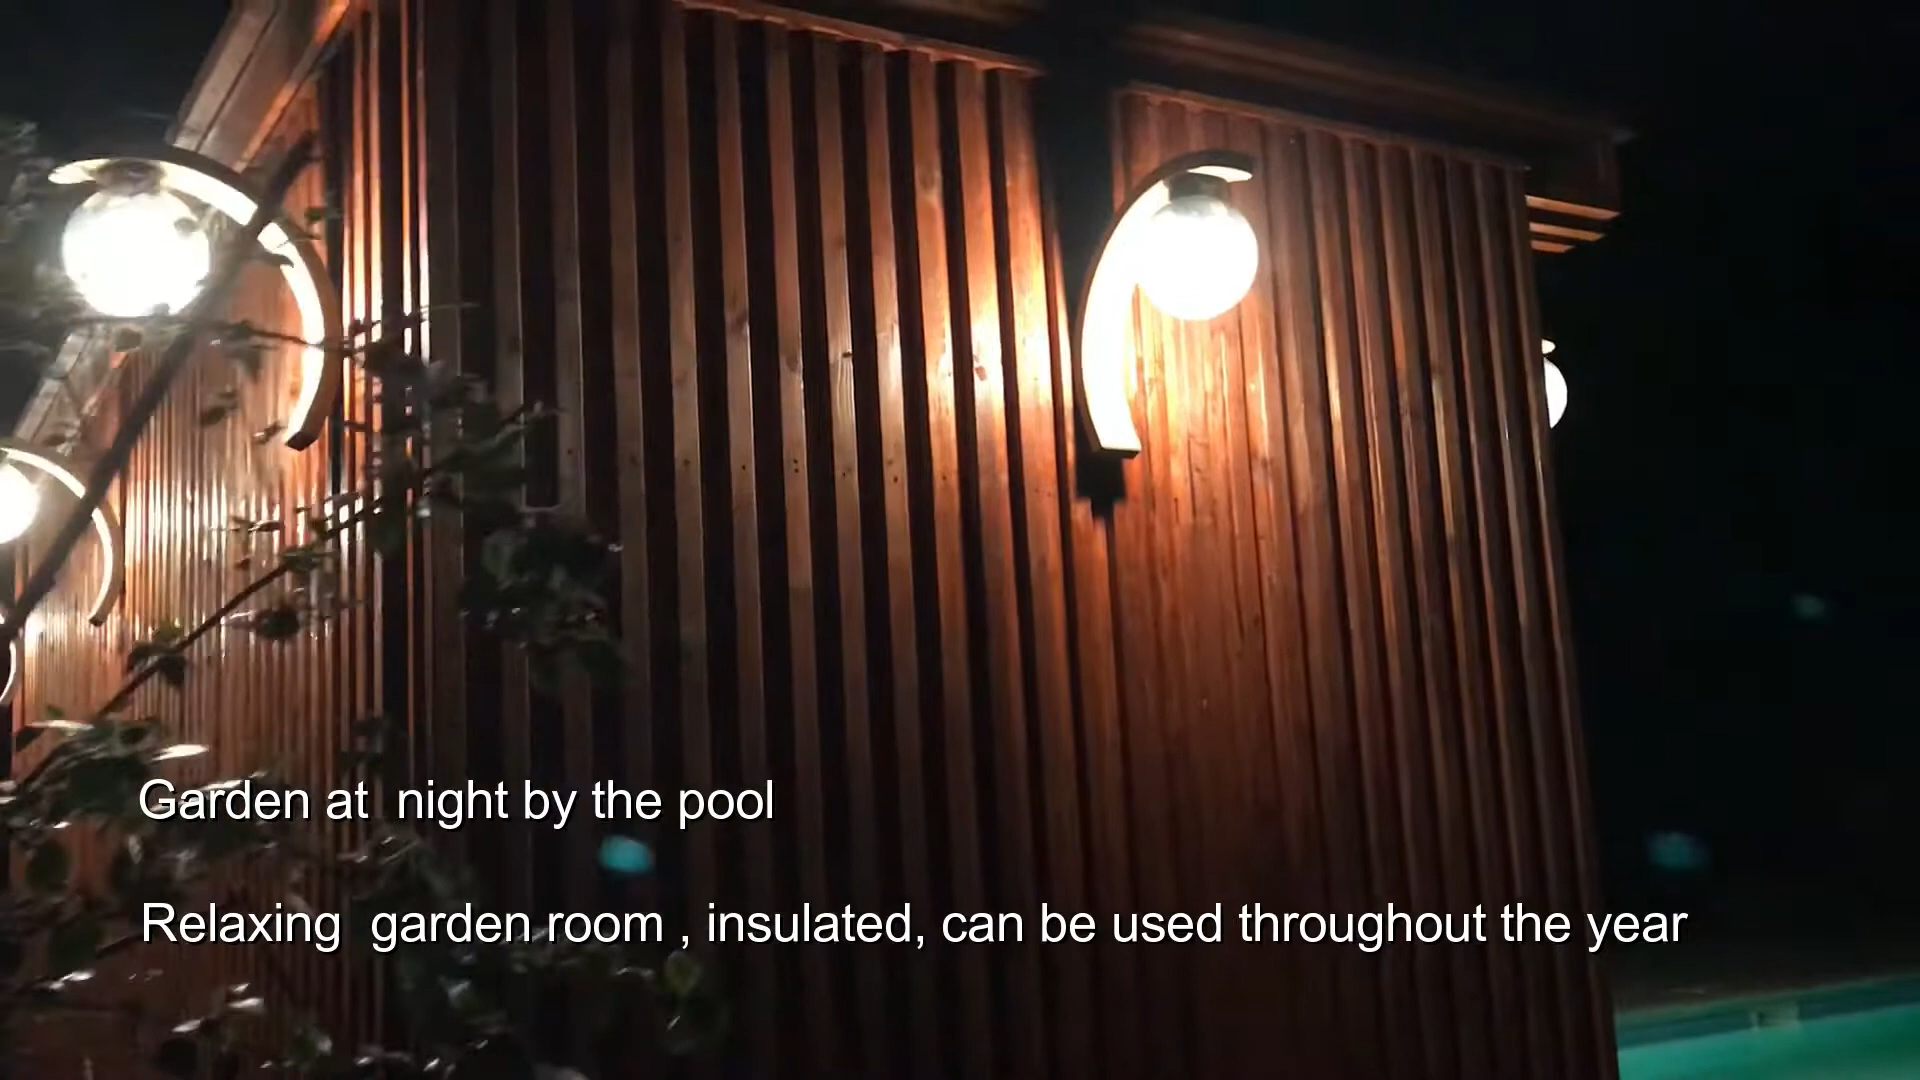 Garden at  night by the pool
Relaxing  garden room , insulated, can be used throughout the year